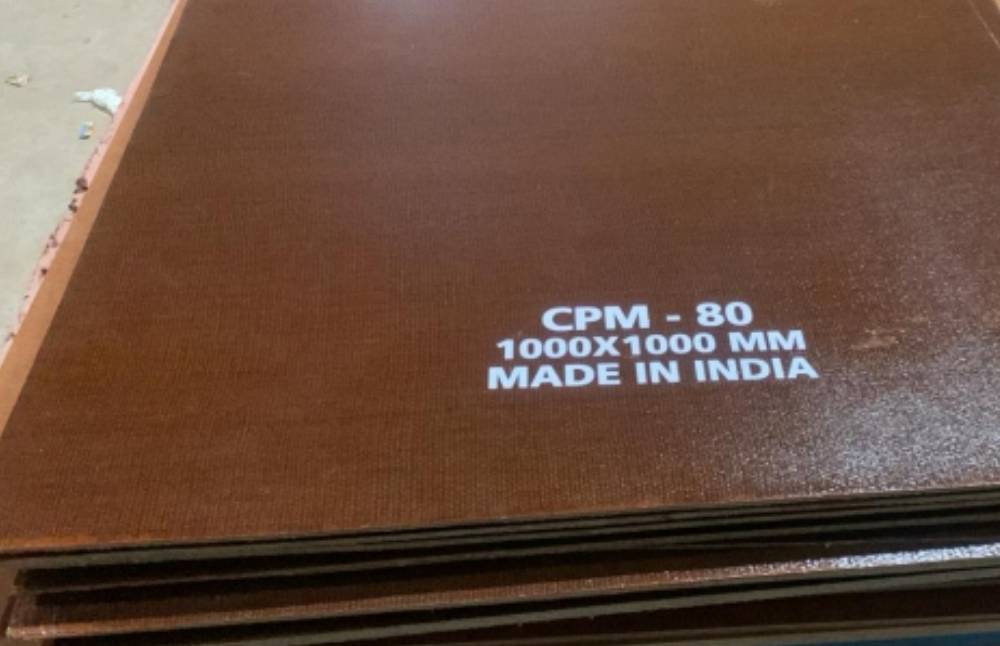 CPM - 80
1000X1000 MM
MADE IN INDIA